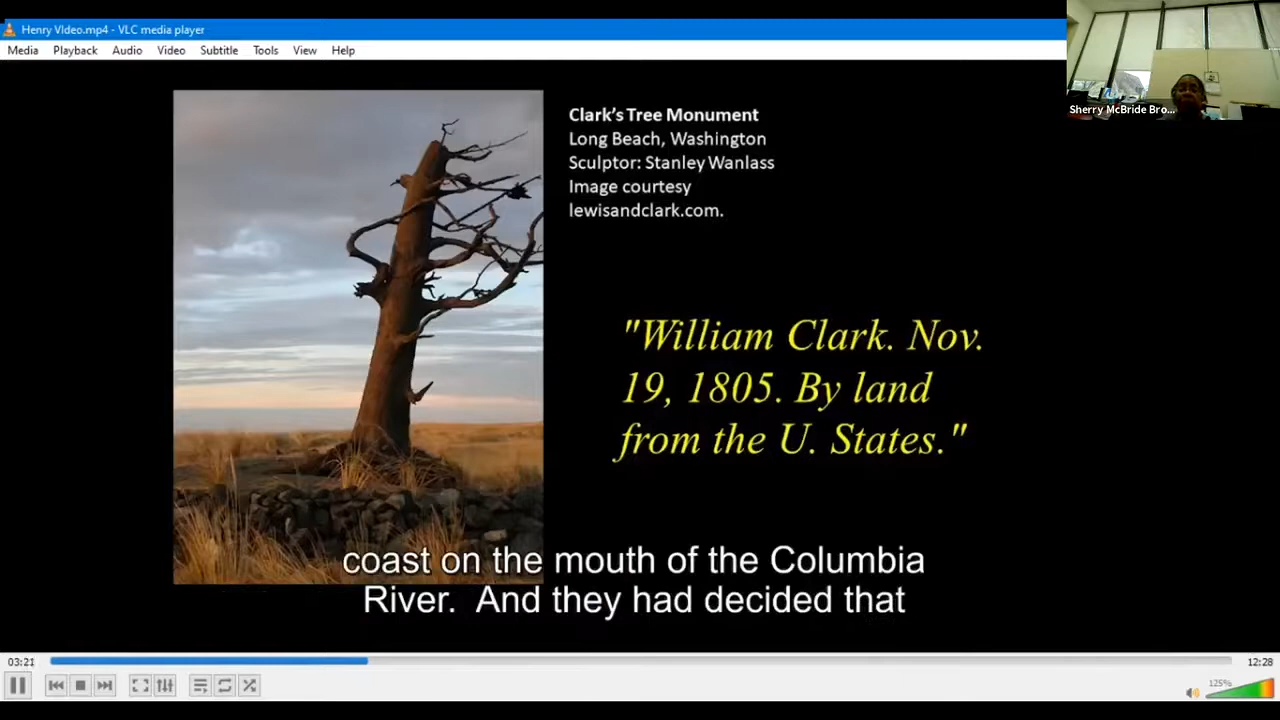 Henry VIdeo.mp4 - VLC media player
Media Playback Audio Video Subtitle Tools View Help
Sherry McBride Bro...
Clark's Tree Monument
Long Beach, Washington
Sculptor: Stanley Wanlass
Image courtesy
lewisandclark.com.
"William Clark. Nov.
19, 1805. By land
from the U. States."
coast on the mouth of the Columbia
River. And they had decided that
03:21
12:28
125%